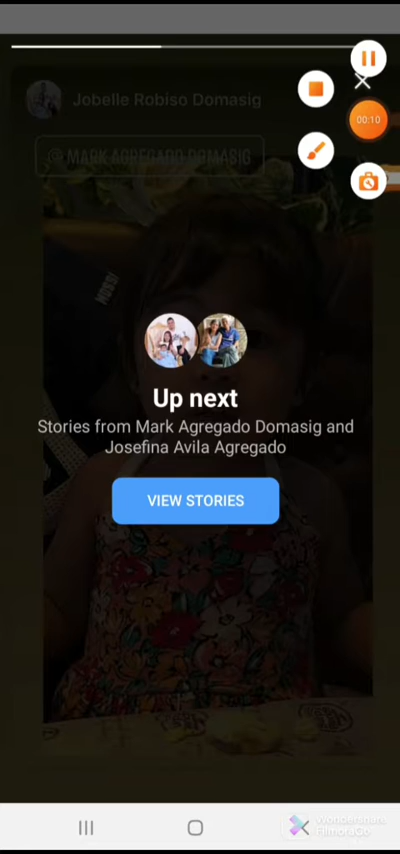 Jobelle Robiso Domasig
@ MARK AGREGADO DOMASIG
00:10
MOSSI
Up next
Stories from Mark Agregado Domasig and
Josefina Avila Agregado
VIEW STORIES
Wondershare
FilmoraGo